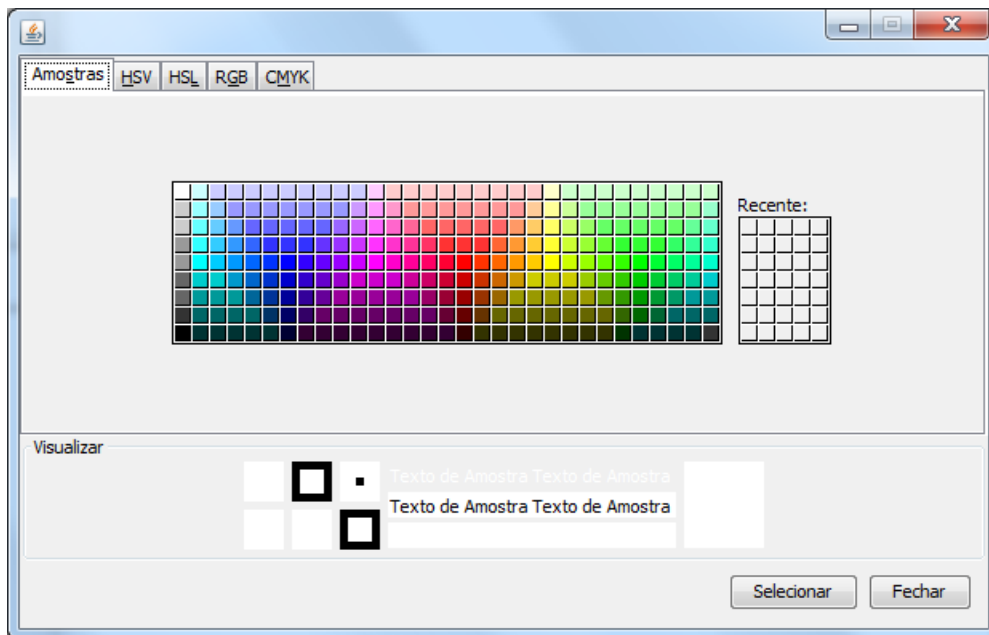 Amostras HSV HSL RGB CMYK
Recente:
Visualizar
Texto de Amostra Texto de Amostra
Texto de Amostra Texto de Amostra
Selecionar Fechar